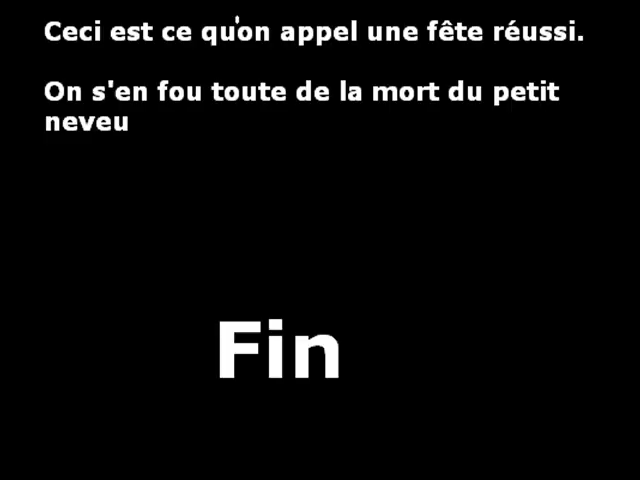 Ceci est ce qu'on appel une fête réussi.
On s'en fou toute de la mort du petit
neveu
Fin